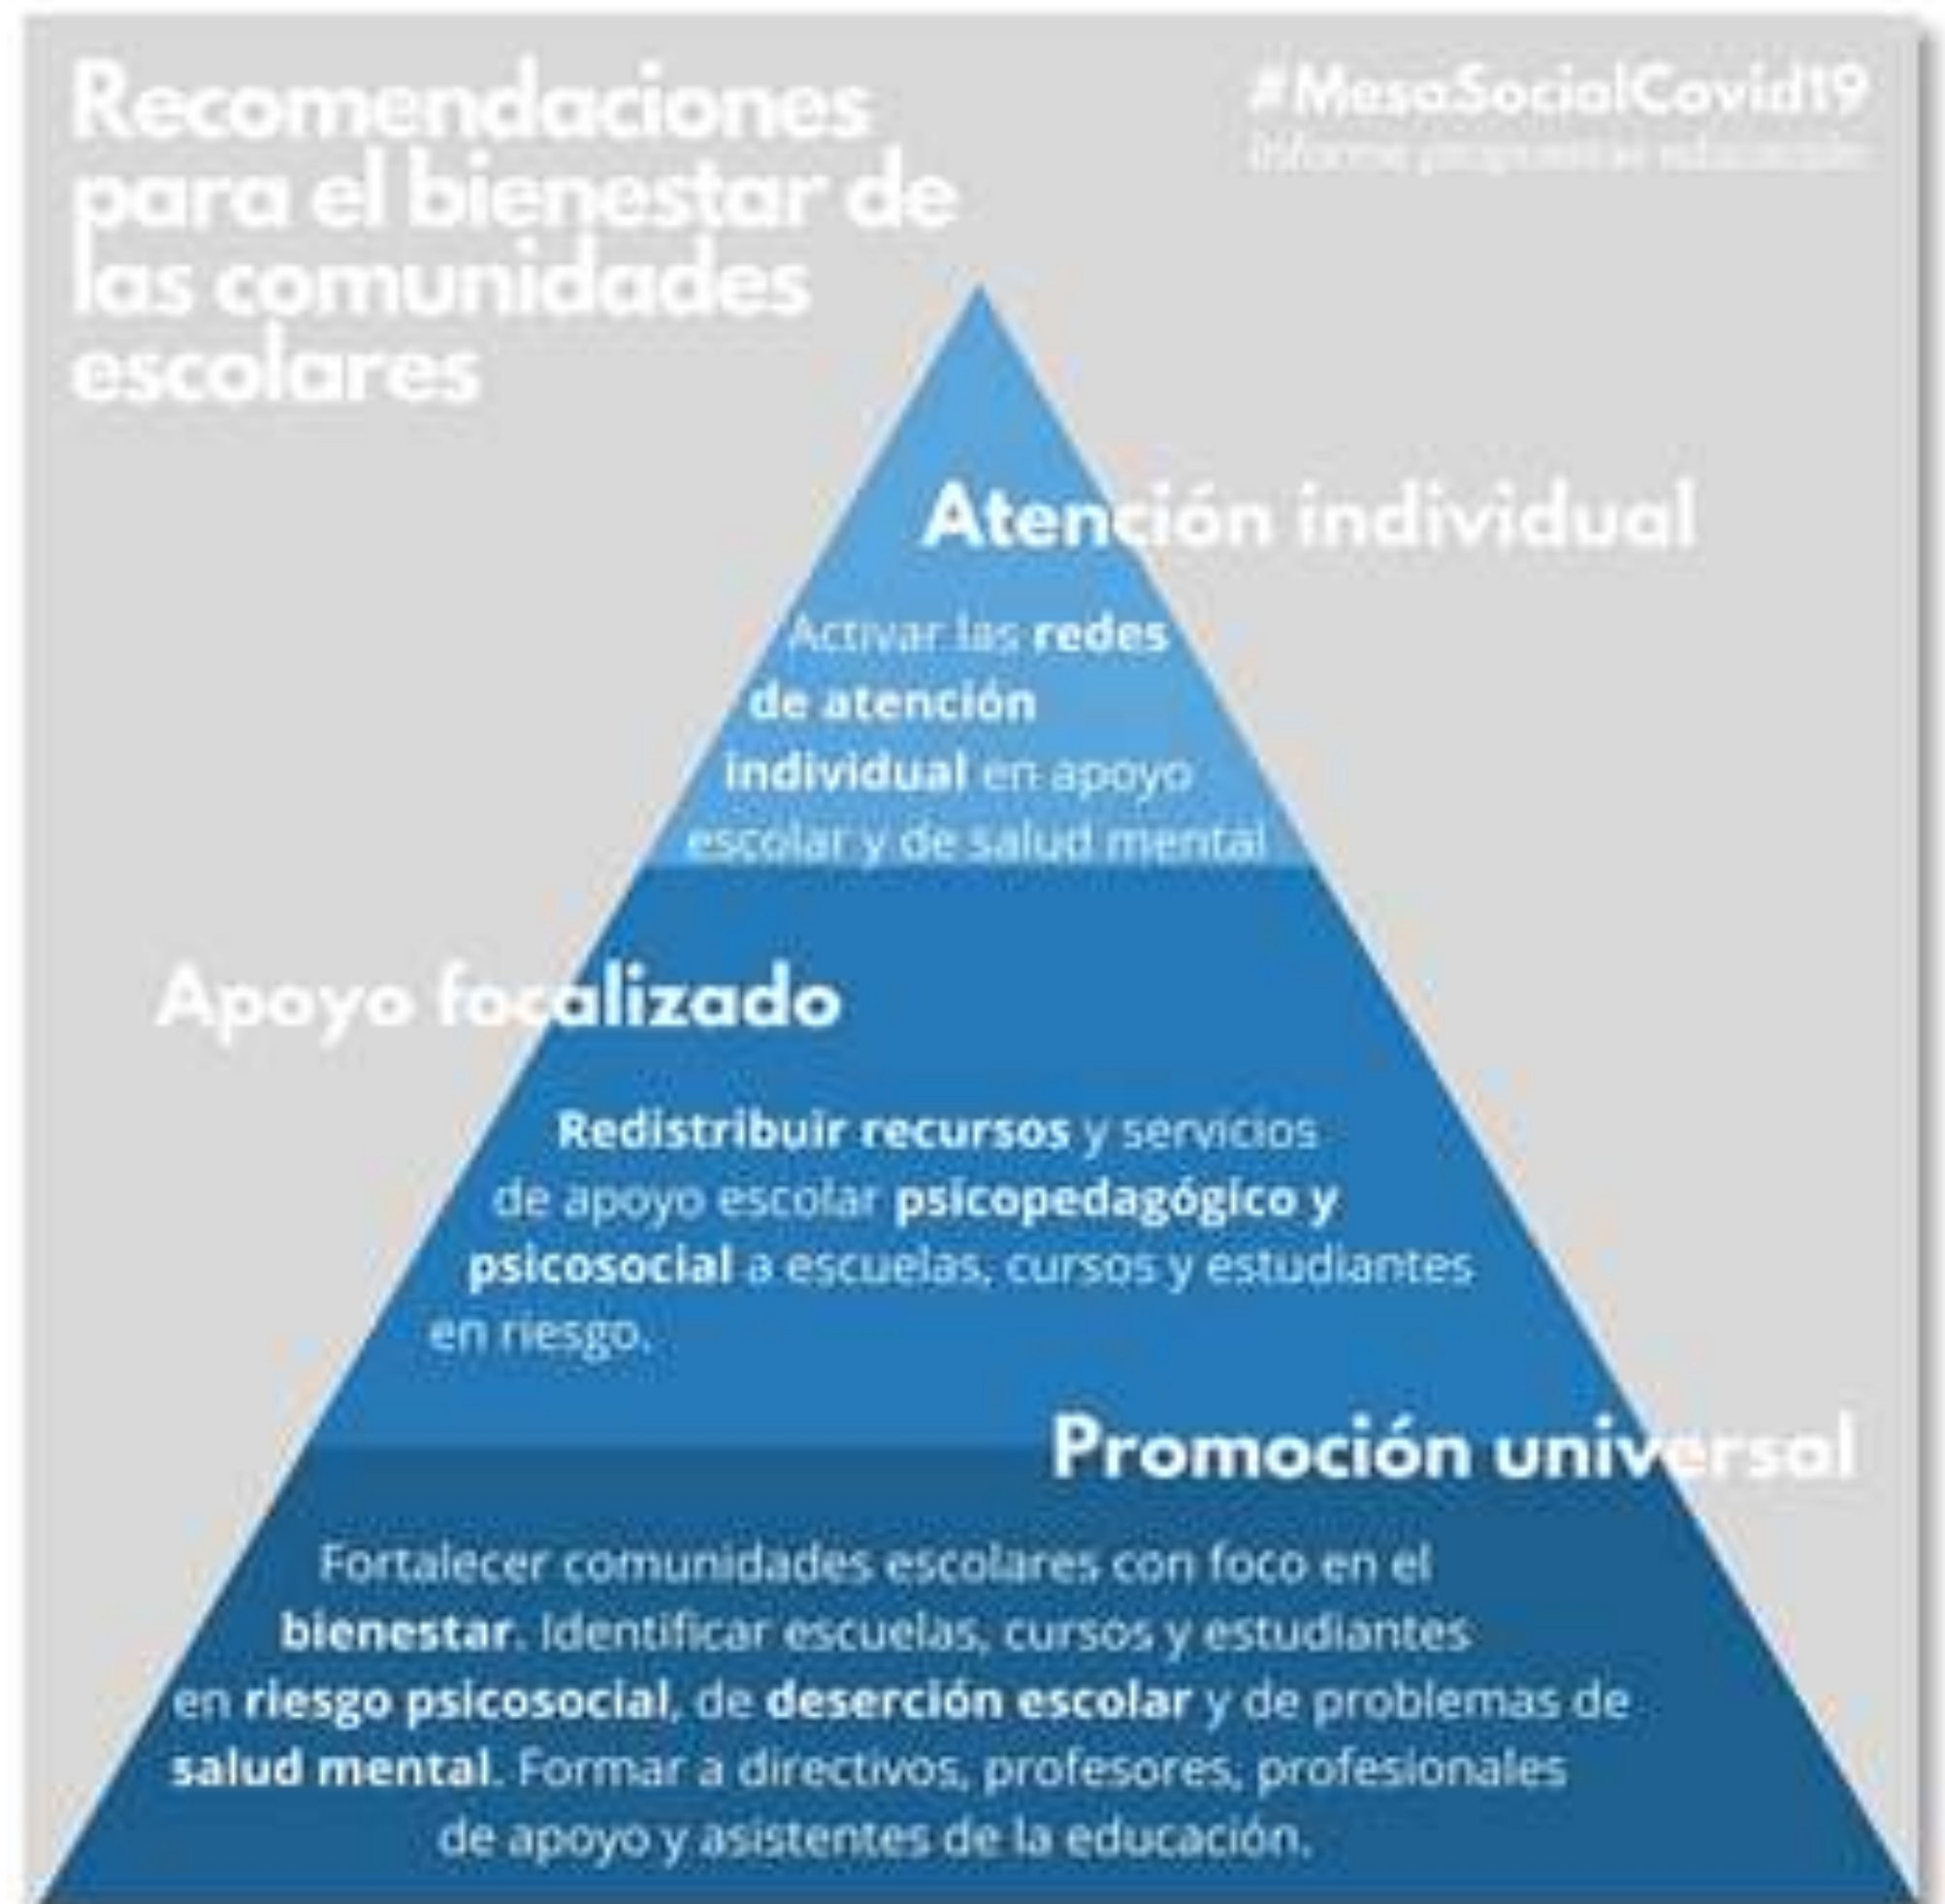 Recomendaciones
para el bienestar de
las comunidades
escolares
#MesaSocialCovid19
Informe propuestas educación
Atención individual
Activar las redes
de atención
individual en apoyo
escolar y de salud mental
Apoyo focalizado
Redistribuir recursos y servicios
de apoyo escolar psicopedagógico y
psicosocial a escuelas, cursos y estudiantes
en riesgo.
Promoción universal
Fortalecer comunidades escolares con foco en el
bienestar. Identificar escuelas, cursos y estudiantes
en riesgo psicosocial, de deserción escolar y de problemas de
salud mental. Formar a directivos, profesores, profesionales
de apoyo y asistentes de la educación.